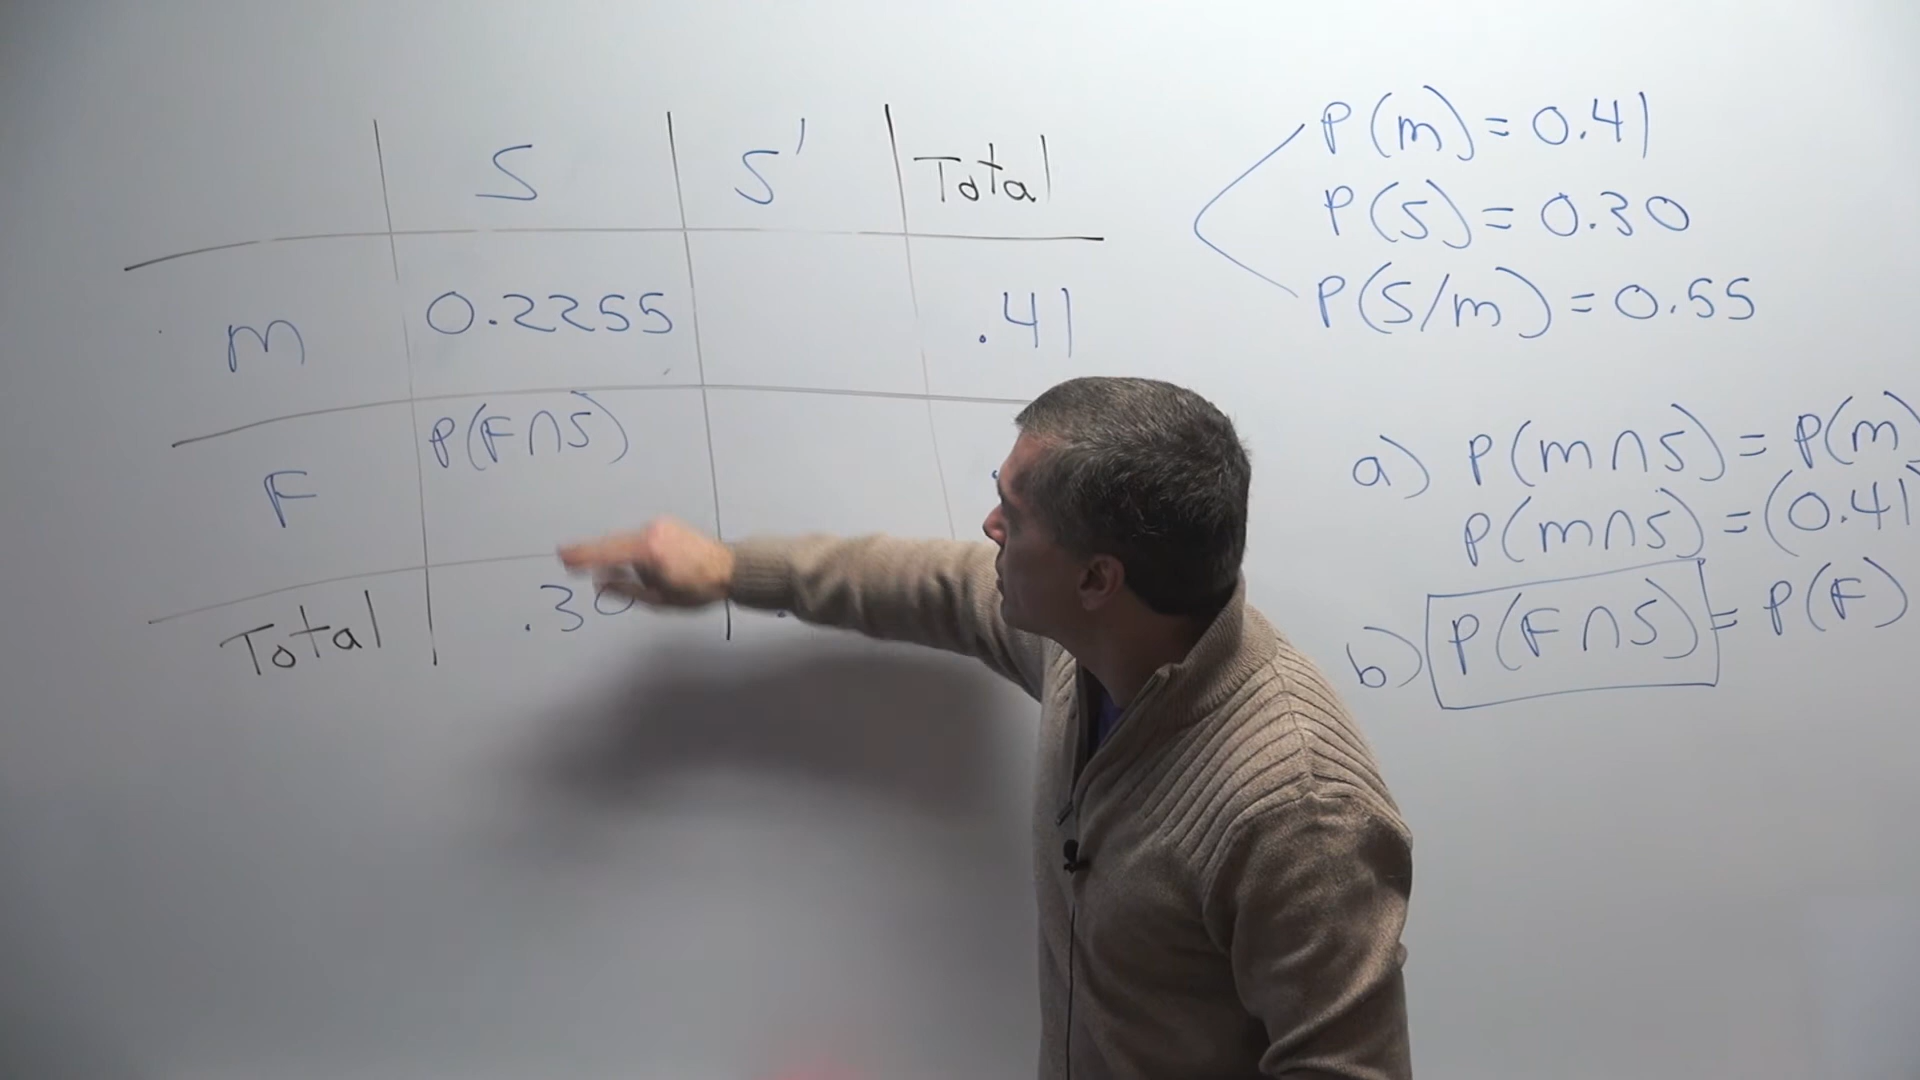 S S' Total
m 0.2255 .41
F P(F∩S)
Total .30
P(m) = 0.41
P(S) = 0.30
P(S/m) = 0.55
a) P(m∩S) = P(m)
P(m∩S) = (0.41
b) P(F∩S) = P(F)